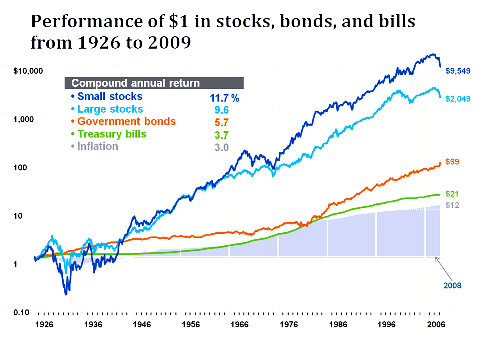 Performance of $1 in stocks, bonds, and bills
from 1926 to 2009
$10,000
1,000
100
10
1
0.10
Compound annual return
• Small stocks 11.7 %
• Large stocks 9.6
• Government bonds 5.7
• Treasury bills 3.7
• Inflation 3.0
$9,549
$2,049
$99
$21
$12
2008
1926 1936 1946 1956 1966 1976 1986 1996 2006